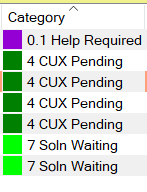 Category
0.1 Help Required
4 CUX Pending
4 CUX Pending
4 CUX Pending
4 CUX Pending
7 Soln Waiting
7 Soln Waiting